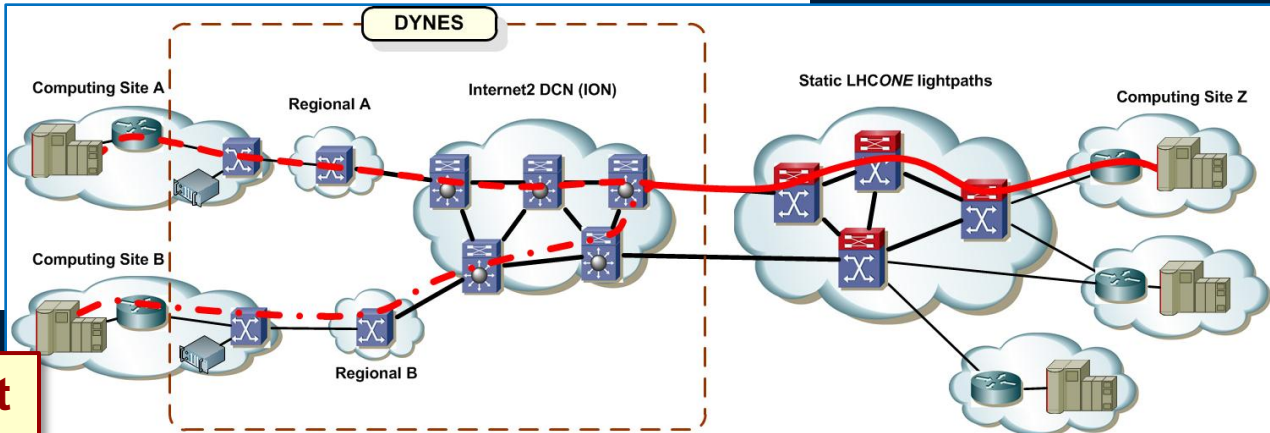 DYNES
Computing Site A
Regional A
Internet2 DCN (ION)
Static LHCONE lightpaths
Computing Site Z
Computing Site B
Regional B
t